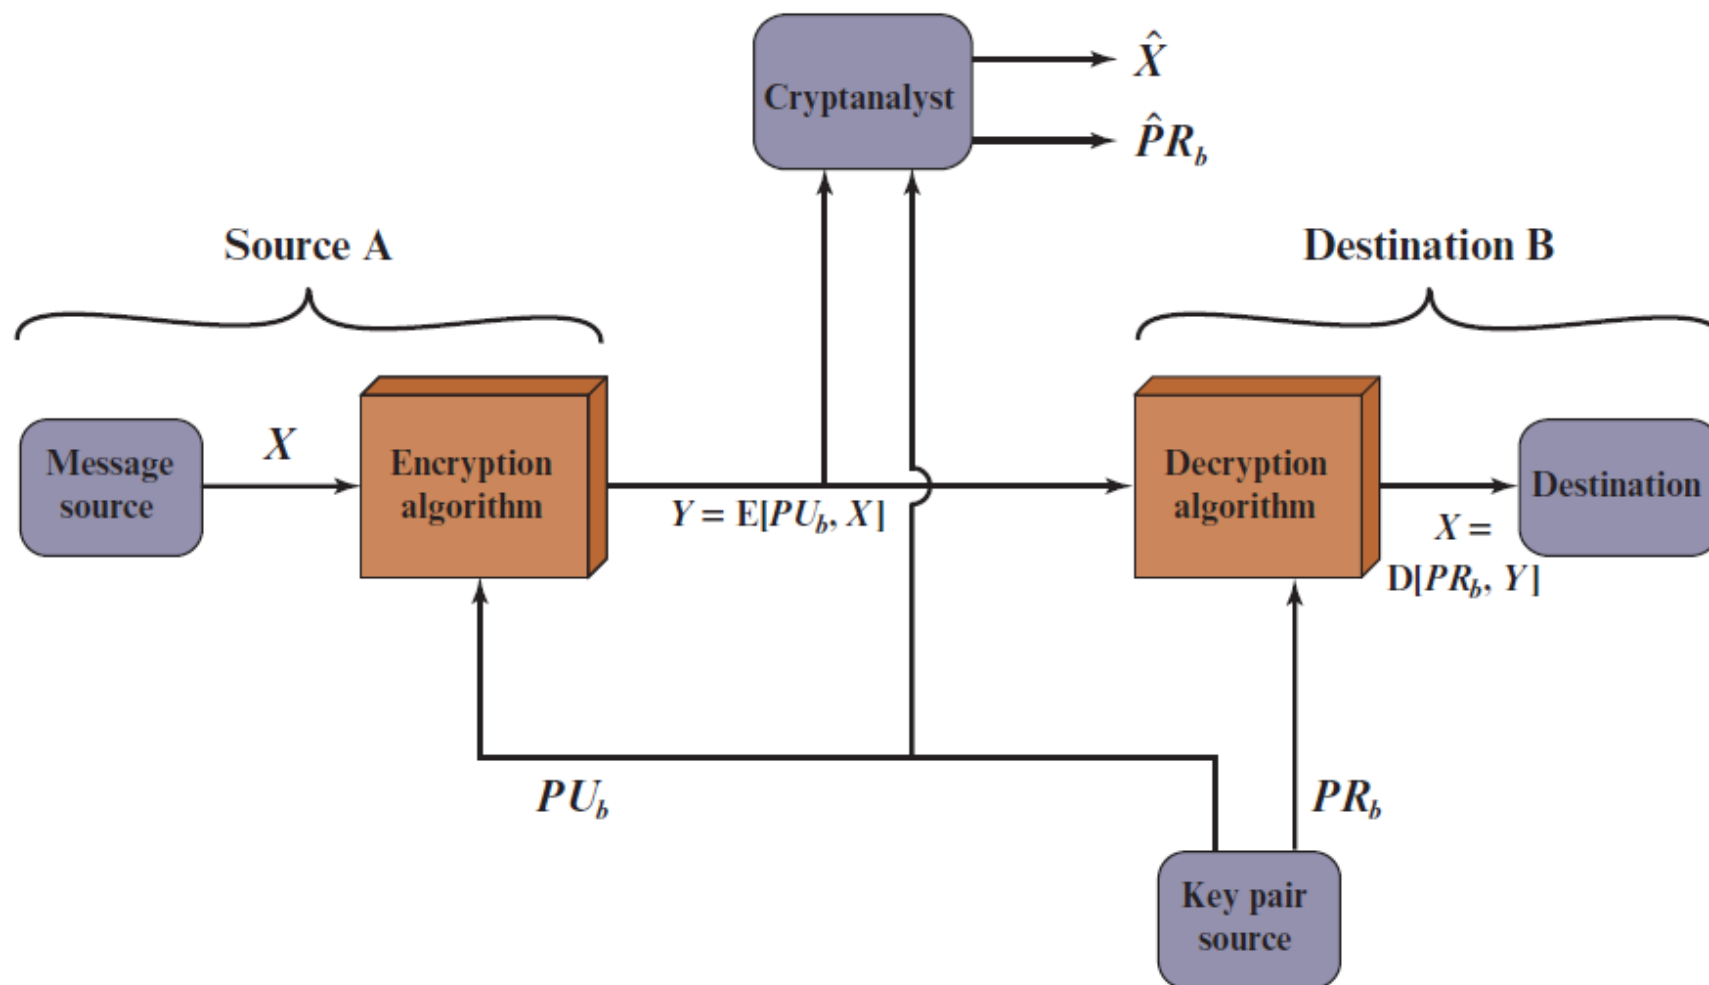 Cryptanalyst
X̂
P̂R_b
Source A
Destination B
Message
source
X
Encryption
algorithm
Y = E[PU_b, X]
Decryption
algorithm
X =
D[PR_b, Y]
Destination
PU_b
PR_b
Key pair
source